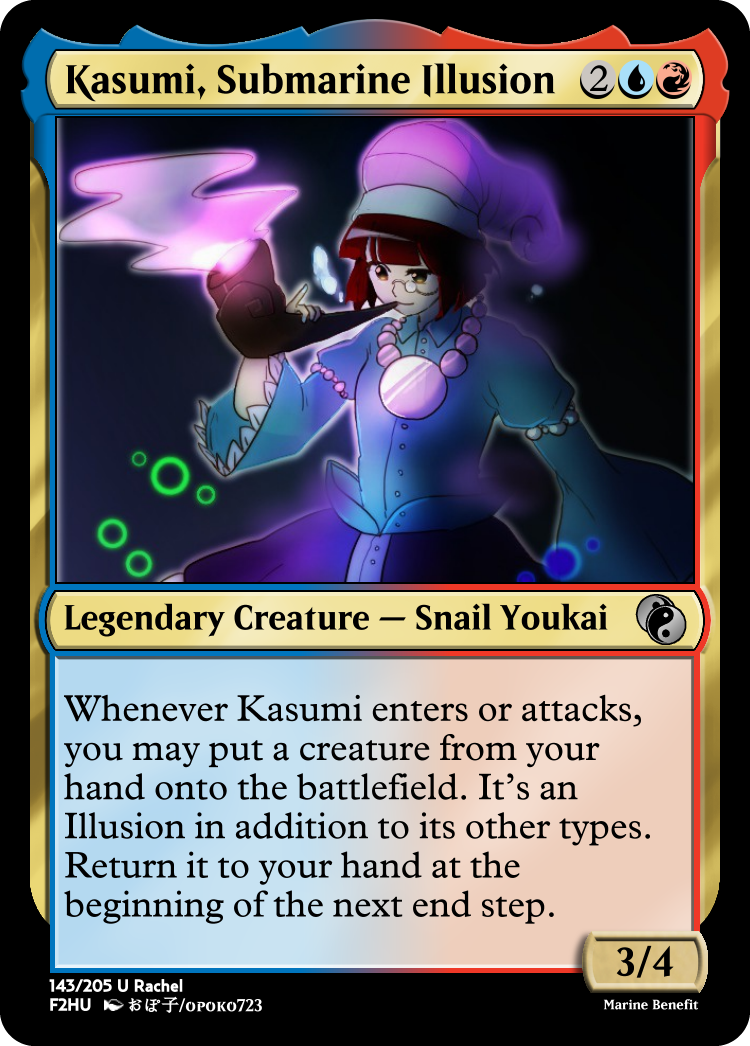 Kasumi, Submarine Illusion 2
Legendary Creature — Snail Youkai
Whenever Kasumi enters or attacks,
you may put a creature from your
hand onto the battlefield. It's an
Illusion in addition to its other types.
Return it to your hand at the
beginning of the next end step.
3/4
143/205 U Rachel
F2HU おぽ子/OPOKO723
Marine Benefit